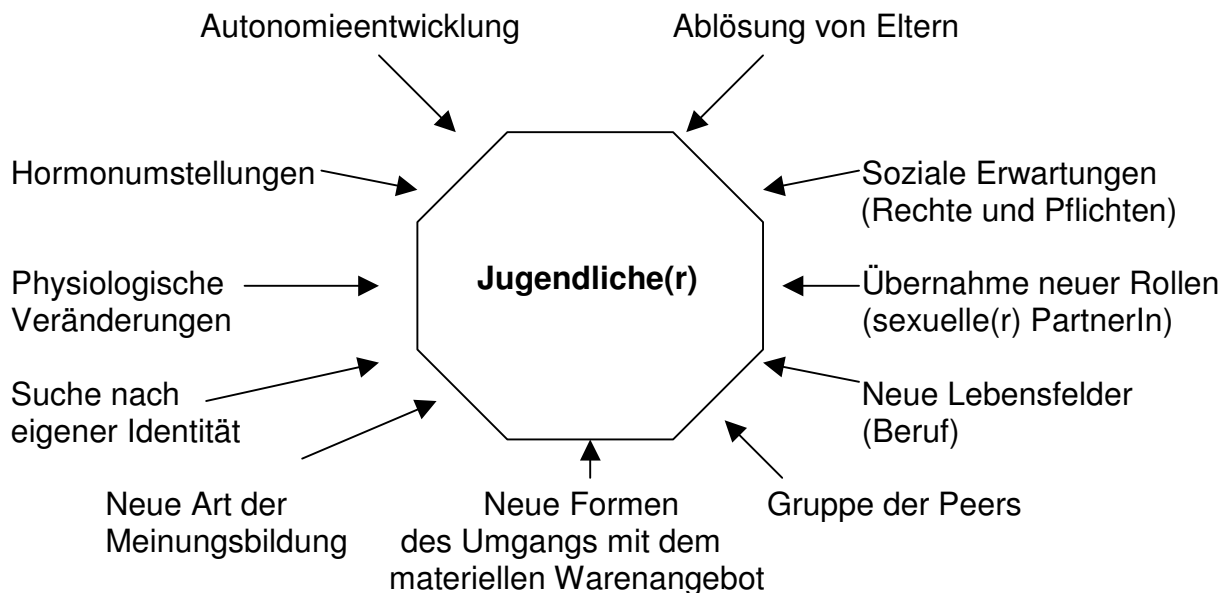 Autonomieentwicklung
Ablösung von Eltern
Hormonumstellungen
Soziale Erwartungen
(Rechte und Pflichten)
Physiologische
Veränderungen
Jugendliche(r)
Übernahme neuer Rollen
(sexuelle(r) PartnerIn)
Suche nach
eigener Identität
Neue Lebensfelder
(Beruf)
Neue Art der
Meinungsbildung
Neue Formen
des Umgangs mit dem
materiellen Warenangebot
Gruppe der Peers